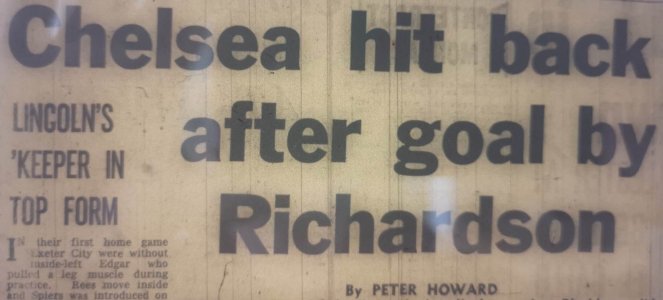 Chelsea hit back
after goal by
Richardson
By PETER HOWARD
LINCOLN'S
'KEEPER IN
TOP FORM
IN their first home game
Exeter City were without
inside-left Edgar who
pulled a leg muscle during
practice. Rees move inside
and Spiers was introduced on